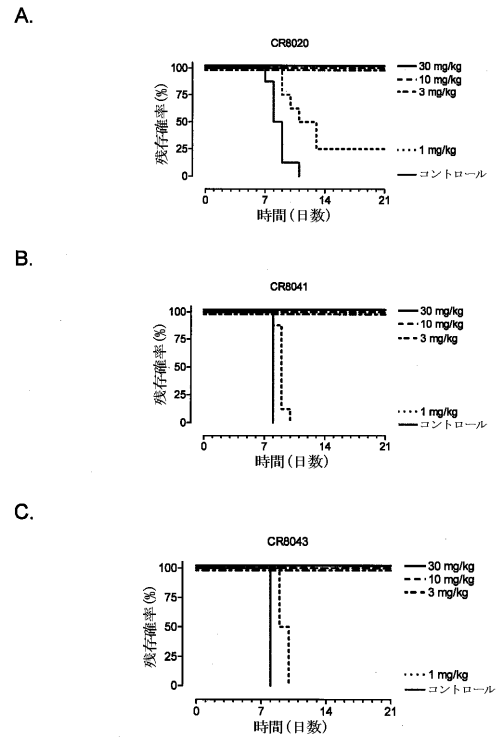 A.
CR8020
残存確率(%)
100
75
50
25
0
0 7 14 21
時間(日数)
30 mg/kg
10 mg/kg
3 mg/kg
1 mg/kg
コントロール
B.
CR8041
残存確率(%)
100
75
50
25
0
0 7 14 21
時間(日数)
30 mg/kg
10 mg/kg
3 mg/kg
1 mg/kg
コントロール
C.
CR8043
残存確率(%)
100
75
50
25
0
0 7 14 21
時間(日数)
30 mg/kg
10 mg/kg
3 mg/kg
1 mg/kg
コントロール